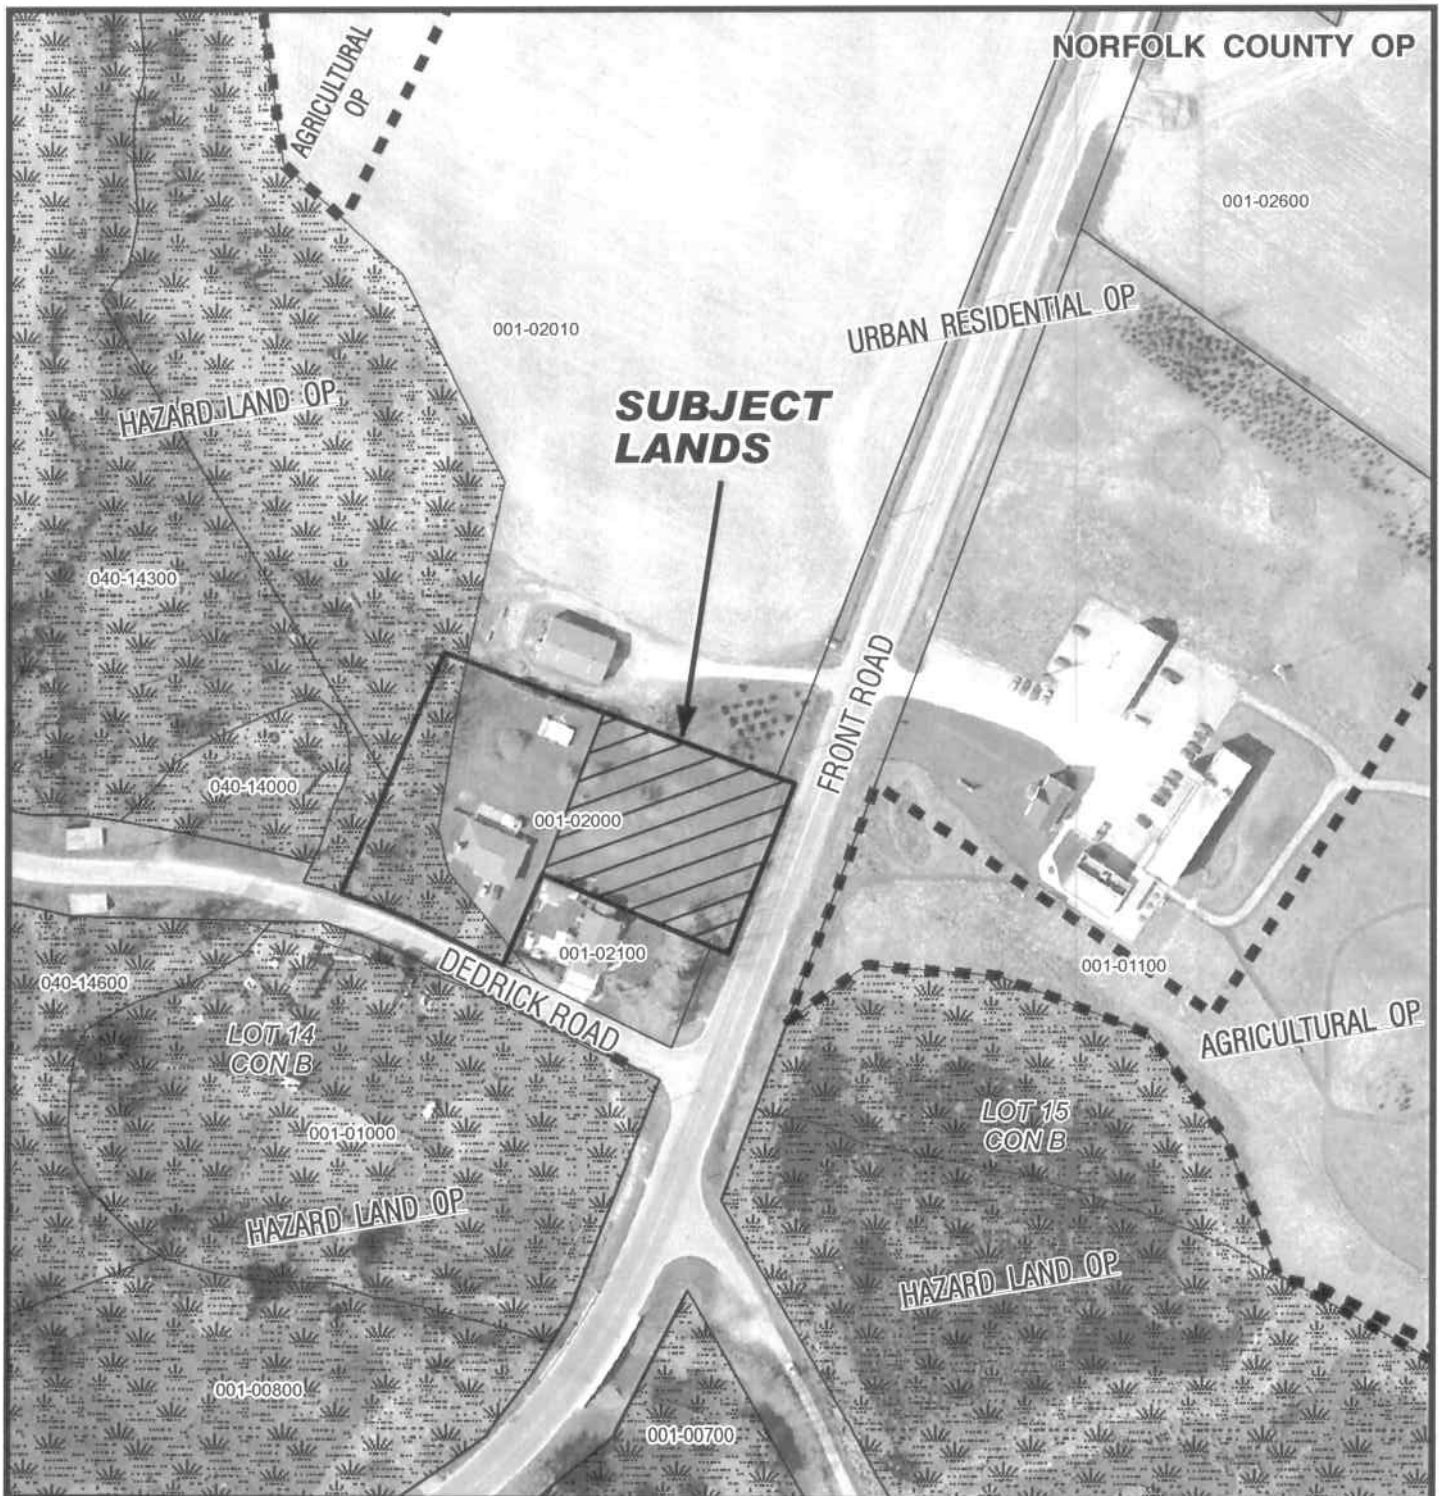 NORFOLK COUNTY OP
AGRICULTURAL
OP
001-02600
001-02010
URBAN RESIDENTIAL OP
HAZARD LAND OP
SUBJECT
LANDS
040-14300
FRONT ROAD
040-14000
001-02000
001-02100
001-01100
040-14600
DEDRICK ROAD
AGRICULTURAL OP
LOT 14
CON B
LOT 15
CON B
001-01000
HAZARD LAND OP
HAZARD LAND OP
001-00800
001-00700